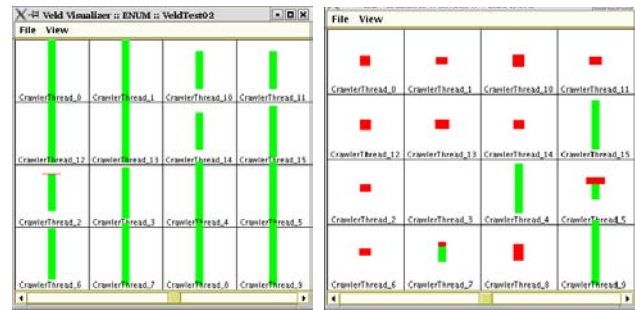 Veld Visualizer :: ENUM :: VeldTest02
File View
CrawlerThread_0 CrawlerThread_1 CrawlerThread_10 CrawlerThread_11
CrawlerThread_12 CrawlerThread_13 CrawlerThread_14 CrawlerThread_15
CrawlerThread_2 CrawlerThread_3 CrawlerThread_4 CrawlerThread_5
CrawlerThread_6 CrawlerThread_7 CrawlerThread_8 CrawlerThread_9
File View
CrawlerThread_0 CrawlerThread_1 CrawlerThread_10 CrawlerThread_11
CrawlerThread_12 CrawlerThread_13 CrawlerThread_14 CrawlerThread_15
CrawlerThread_2 CrawlerThread_3 CrawlerThread_4 CrawlerThread_5
CrawlerThread_6 CrawlerThread_7 CrawlerThread_8 CrawlerThread_9